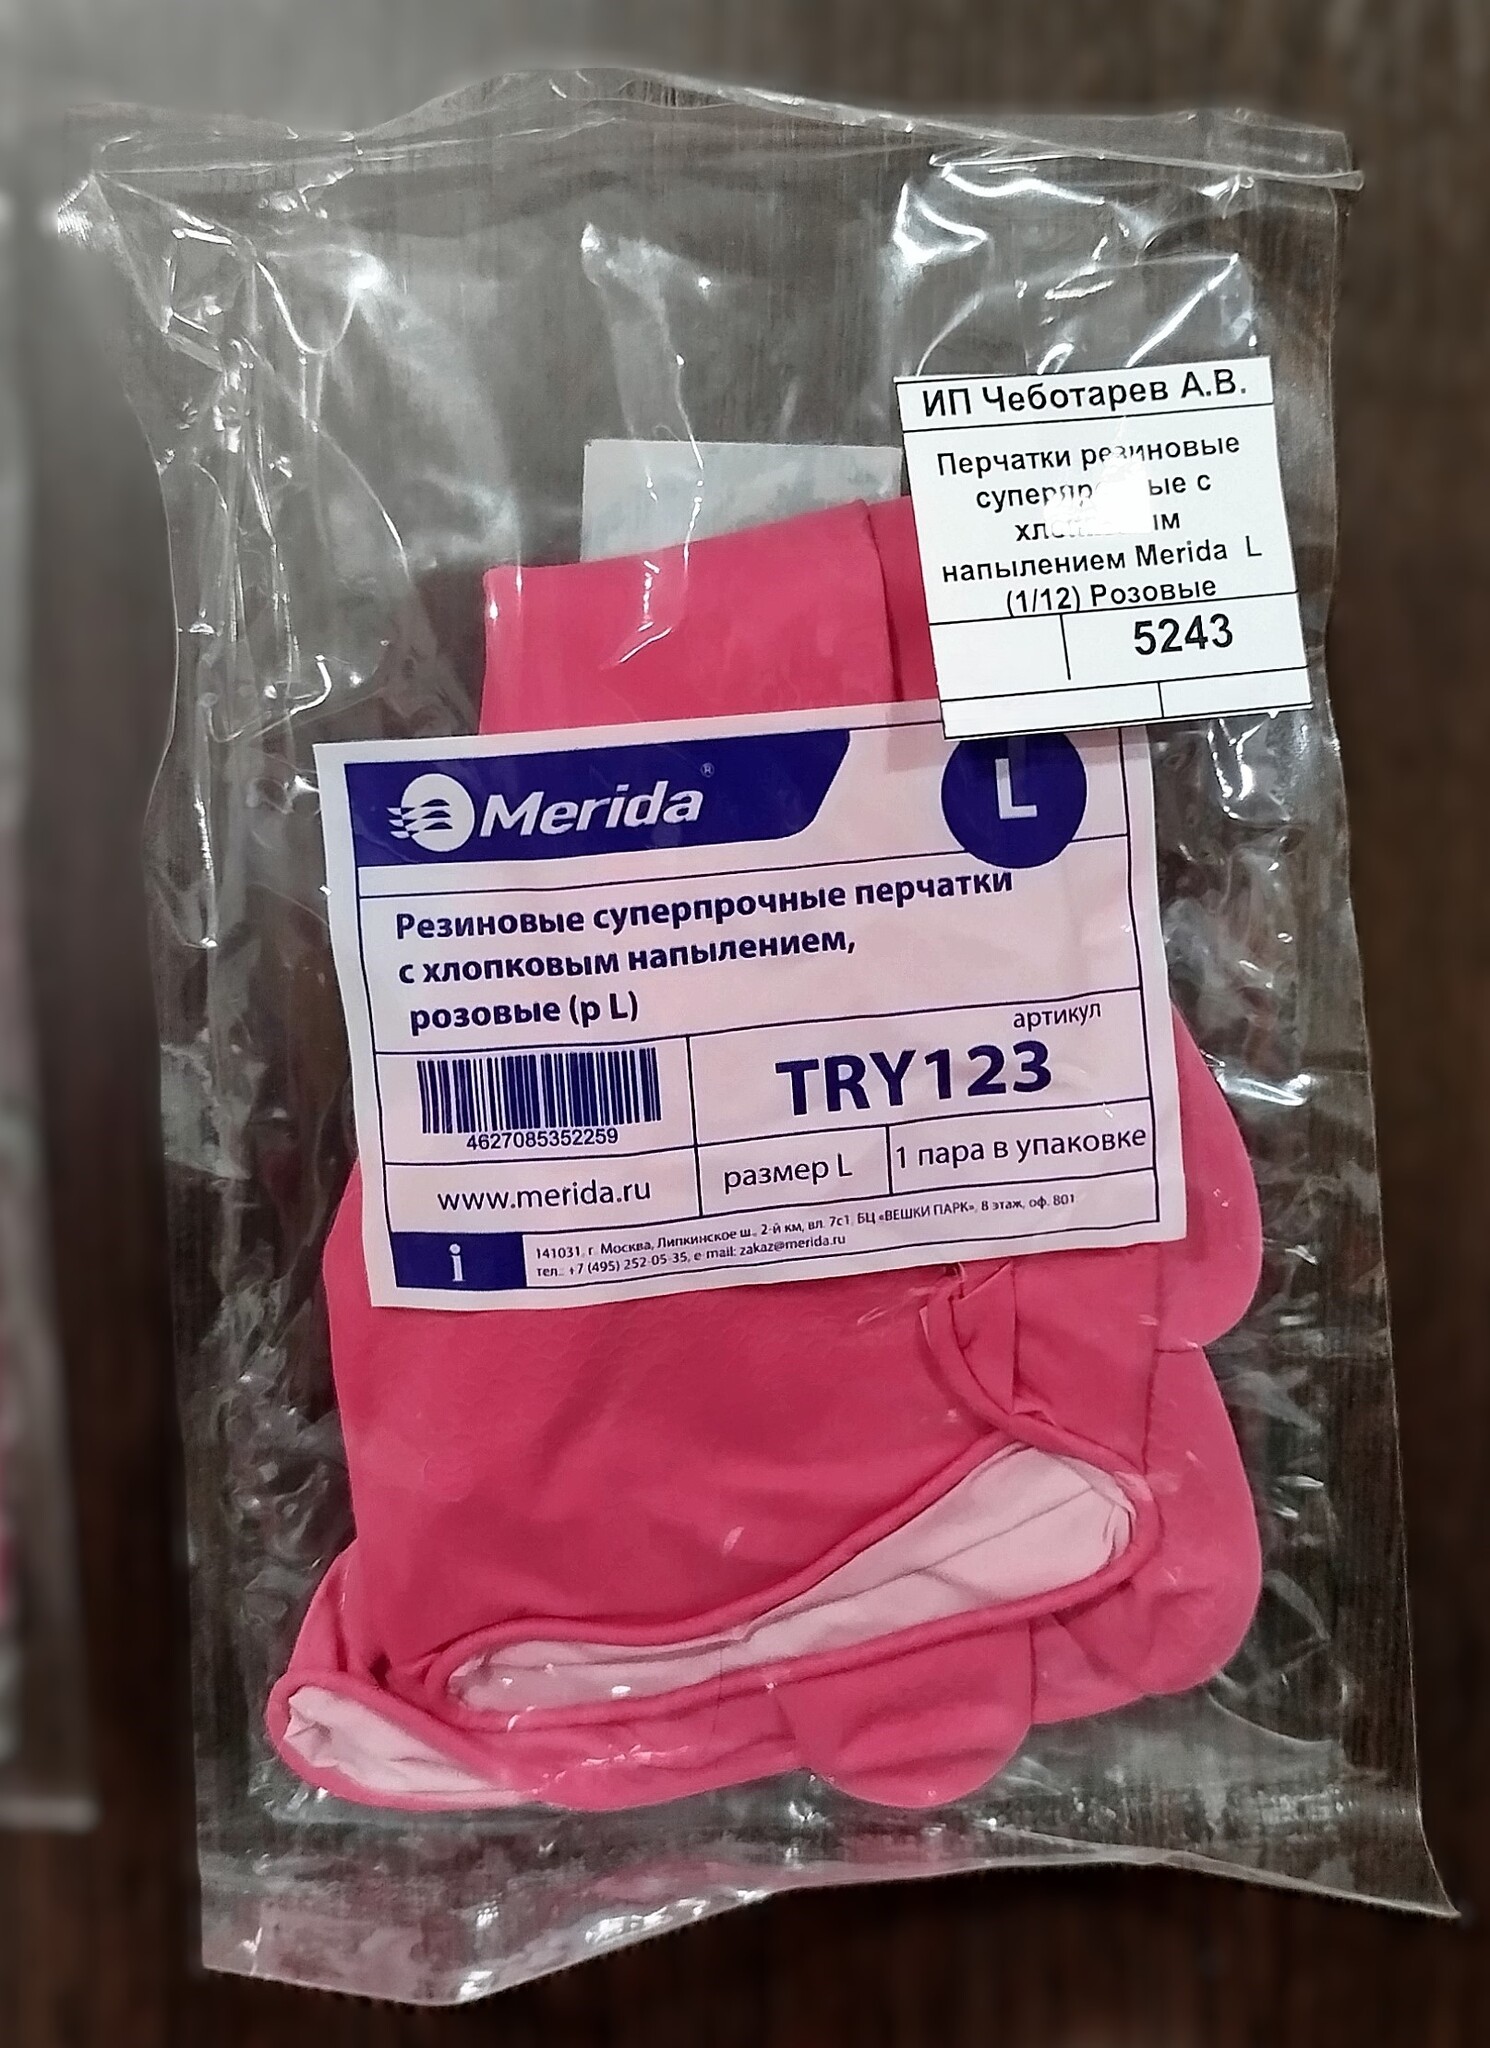 ИП Чеботарев А.В.
Перчатки резиновые
с
напылением Merida L
(1/12) Розовые
5243
Merida®
L
Резиновые суперпрочные перчатки
с хлопковым напылением,
розовые (р L)
артикул
TRY123
4627085352259
www.merida.ru
размер L
1 пара в упаковке
i
141031, г. Москва, Липкинское ш., 2-й км, вл. 7с1, БЦ «ВЕШКИ ПАРК», 8 этаж, оф. 801
тел.: +7 (495) 252-05-35, e-mail: zakaz@merida.ru